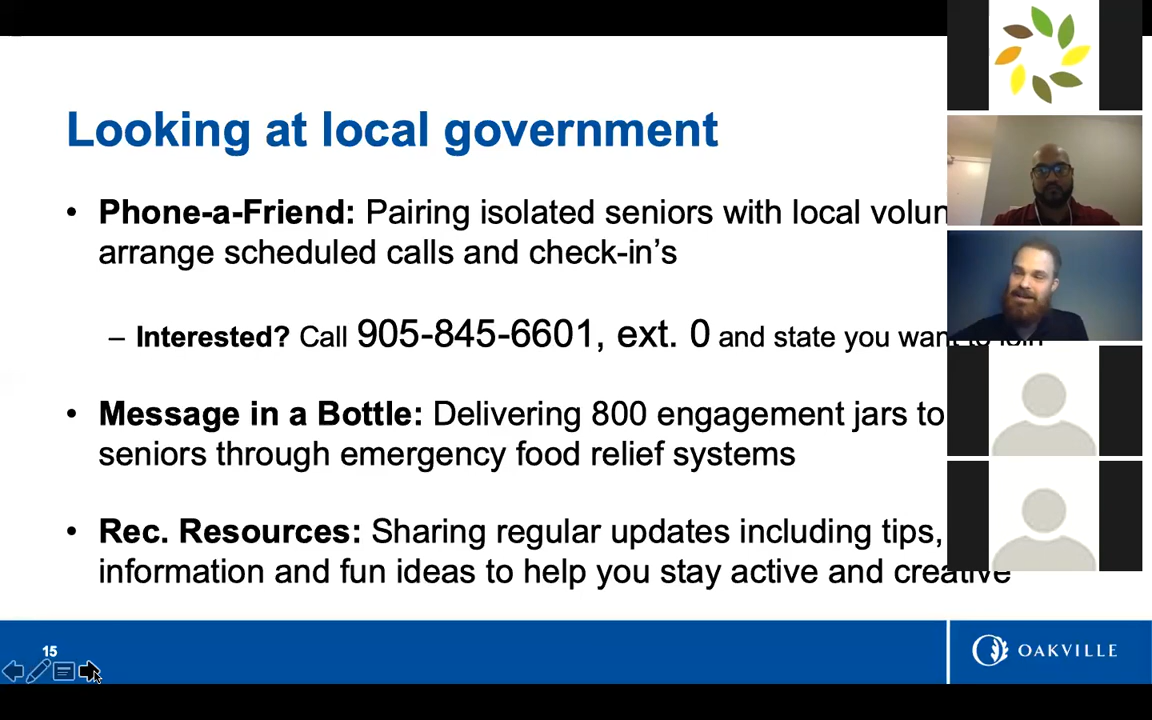 Looking at local government
• Phone-a-Friend: Pairing isolated seniors with local
arrange scheduled calls and check-in’s
– Interested? Call 905-845-6601, ext. 0 and state you want to join
• Message in a Bottle: Delivering 800 engagement jars to
seniors through emergency food relief systems
• Rec. Resources: Sharing regular updates including tips,
information and fun ideas to help you stay active and creative
15
OAKVILLE